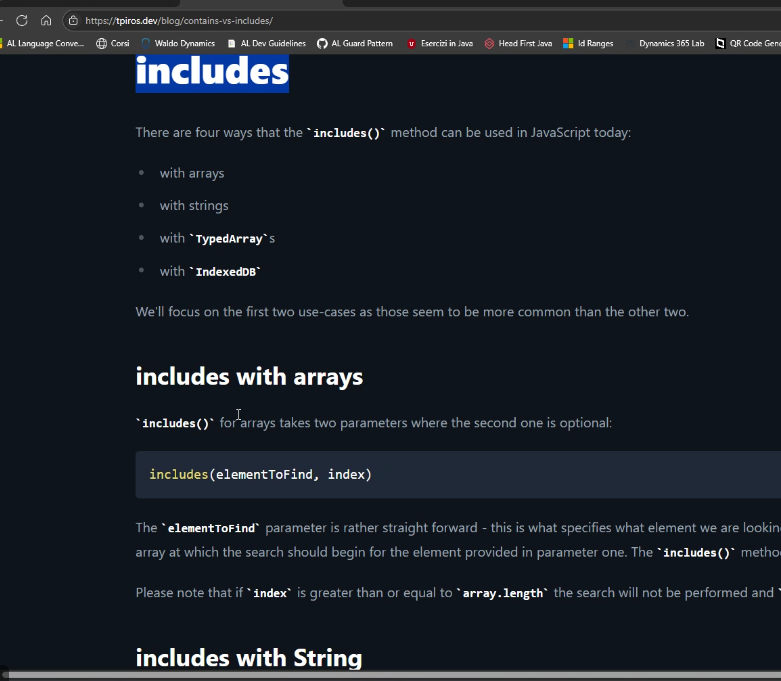 https://tpiros.dev/blog/contains-vs-includes/
AL Language Conve... Corsi Waldo Dynamics AL Dev Guidelines AL Guard Pattern Esercizi in Java Head First Java Id Ranges Dynamics 365 Lab QR Code Gene
includes
There are four ways that the `includes()` method can be used in JavaScript today:
with arrays
with strings
with `TypedArray`s
with `IndexedDB`
We'll focus on the first two use-cases as those seem to be more common than the other two.
includes with arrays
`includes()` for arrays takes two parameters where the second one is optional:
includes(elementToFind, index)
The `elementToFind` parameter is rather straight forward - this is what specifies what element we are lookin
array at which the search should begin for the element provided in parameter one. The `includes()` metho
Please note that if `index` is greater than or equal to `array.length` the search will not be performed and `
includes with String